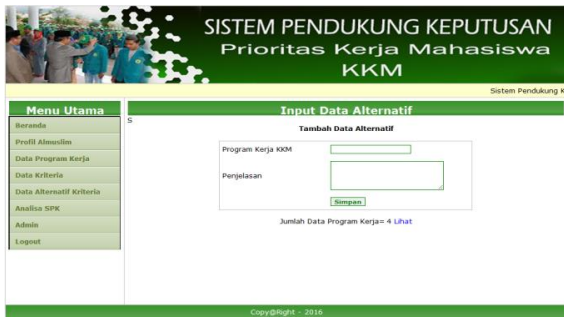 SISTEM PENDUKUNG KEPUTUSAN
Prioritas Kerja Mahasiswa
KKM
Sistem Pendukung K
Menu Utama
Beranda
Profil Almuslim
Data Program Kerja
Data Kriteria
Data Alternatif Kriteria
Analisa SPK
Admin
Logout
Input Data Alternatif
S
Tambah Data Alternatif
Program Kerja KKM
Penjelasan
Simpan
Jumlah Data Program Kerja= 4 Lihat
Copy@Right - 2016